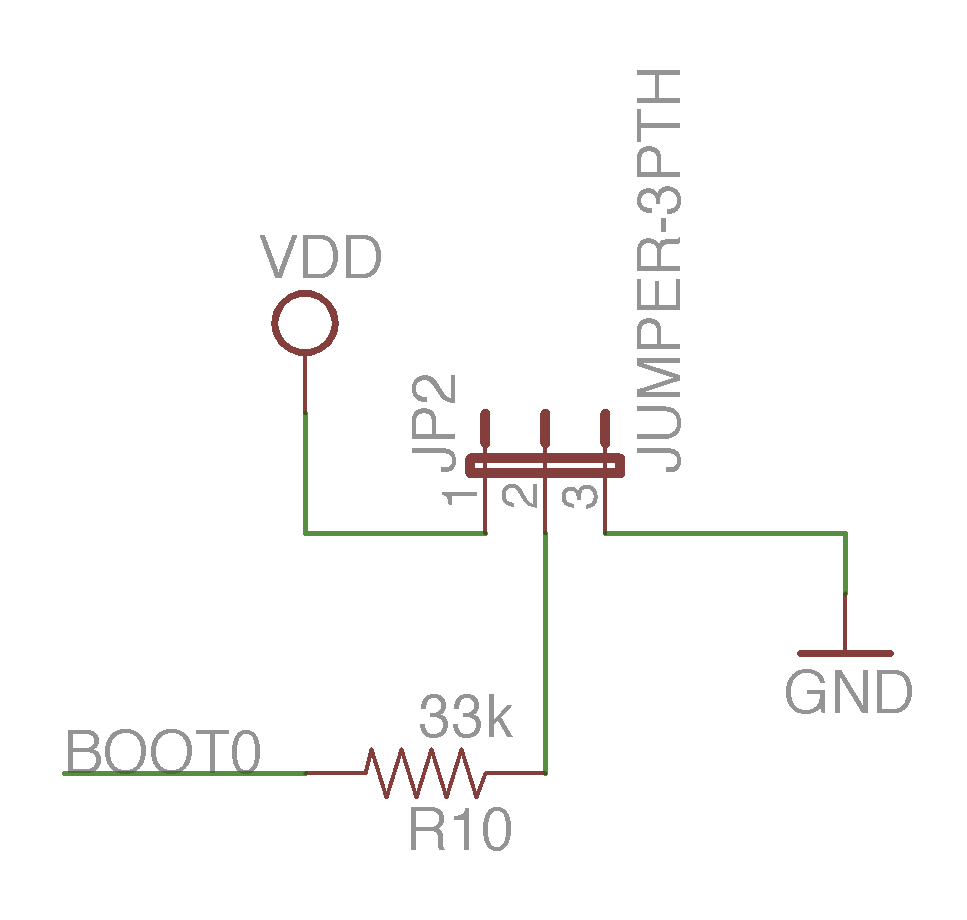 VDD
JP2
JUMPER-3PTH
1
2
3
GND
33k
BOOT0
R10